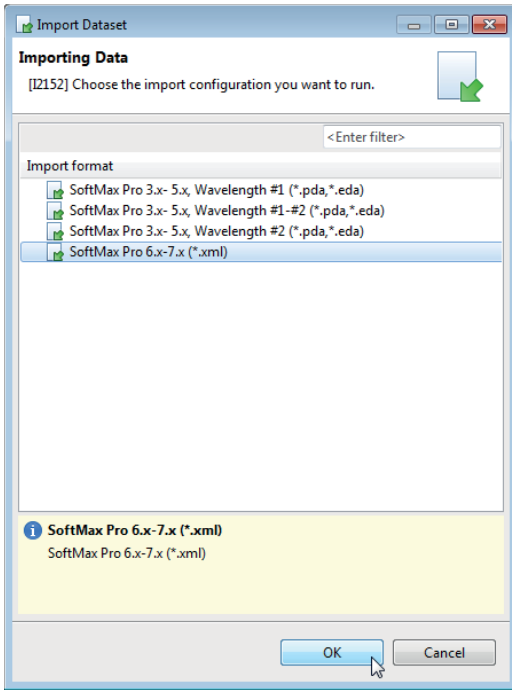 Import Dataset
Importing Data
[I2152] Choose the import configuration you want to run.
<Enter filter>
Import format
SoftMax Pro 3.x- 5.x, Wavelength #1 (*.pda,*.eda)
SoftMax Pro 3.x- 5.x, Wavelength #1-#2 (*.pda,*.eda)
SoftMax Pro 3.x- 5.x, Wavelength #2 (*.pda,*.eda)
SoftMax Pro 6.x-7.x (*.xml)
SoftMax Pro 6.x-7.x (*.xml)
SoftMax Pro 6.x-7.x (*.xml)
OK Cancel